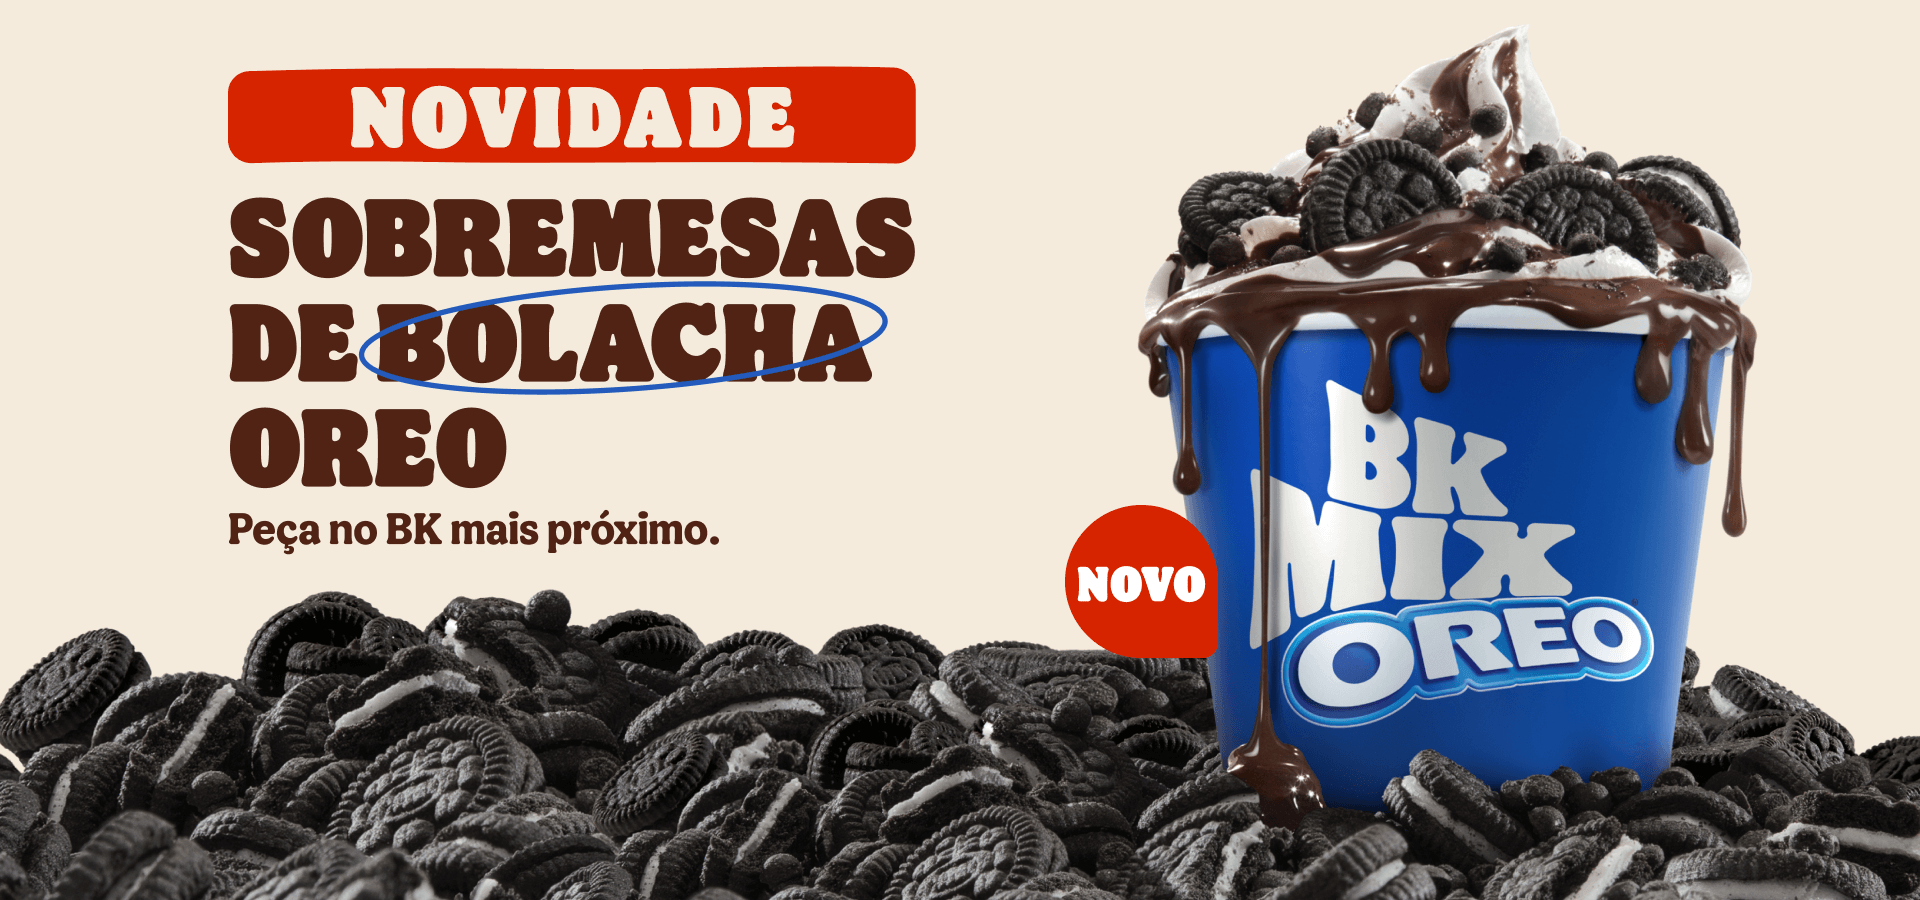 NOVIDADE
SOBREMESAS
DE BOLACHA
OREO
Peça no BK mais próximo.
NOVO
BK
MIX
OREO